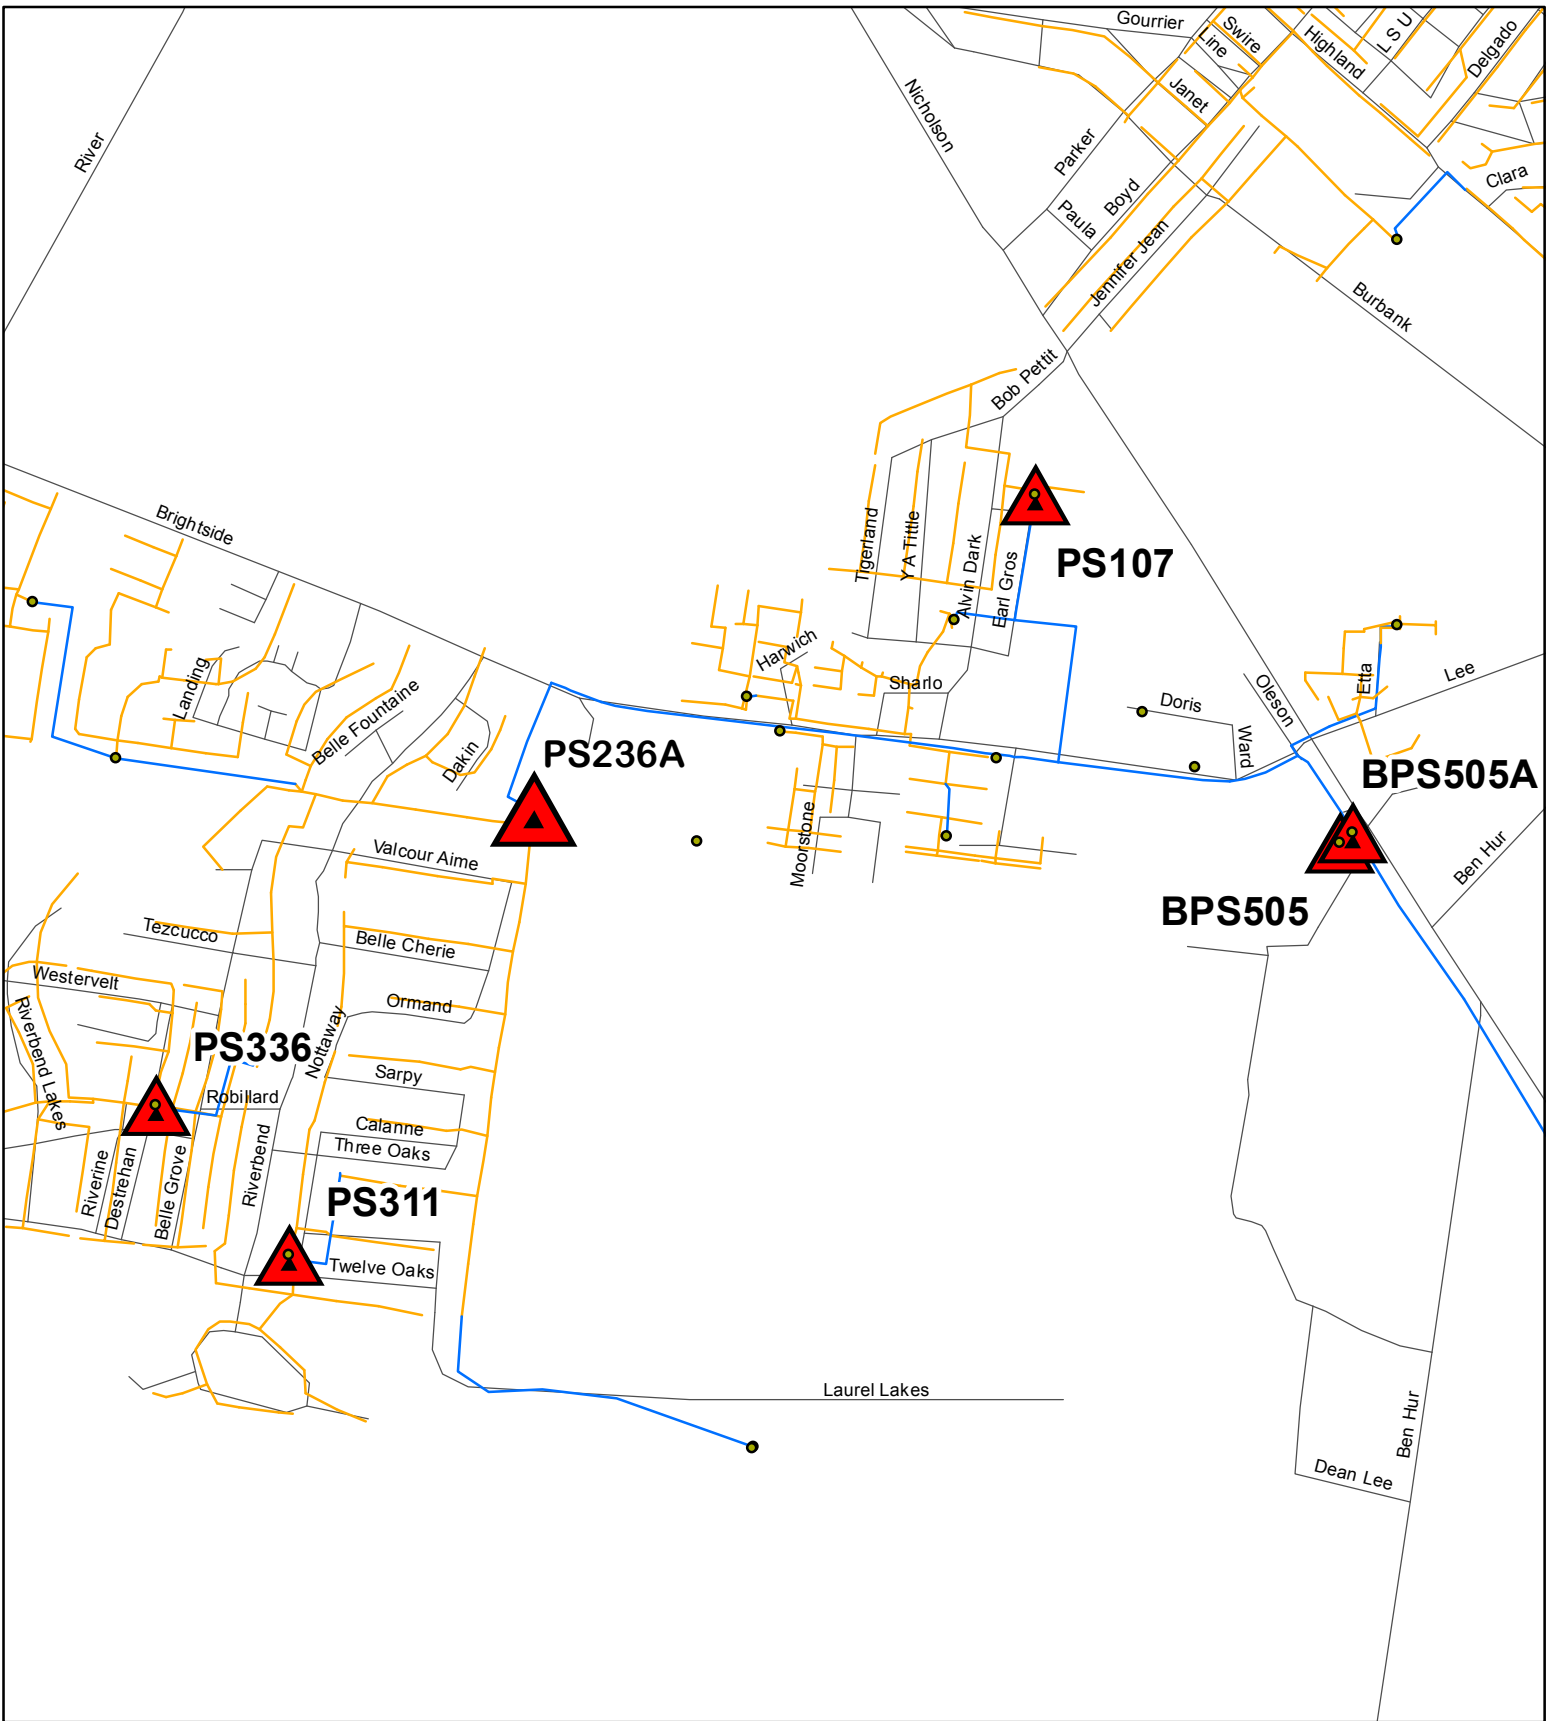 Gourrier
Swire
Line
Highland
L S U
Delgado
Janet
Nicholson
River
Parker
Clara
Boyd
Paula
Jennifer Jean
Burbank
Bob Pettit
Brightside
Tigerland
Y A Tittle
Alvin Dark
Earl Gros
PS107
Harwich
Sharlo
Landing
Belle Fountaine
Dakin
Doris
Ward
Oleson
Etta
Lee
PS236A
BPS505A
Moorstone
Valcour Aime
Ben Hur
BPS505
Tezcucco
Belle Cherie
Westervelt
Ormand
Riverbend Lakes
Nottaway
PS336
Sarpy
Robillard
Calanne
Three Oaks
Riverine
Destrehan
Belle Grove
Riverbend
PS311
Twelve Oaks
Laurel Lakes
Ben Hur
Dean Lee